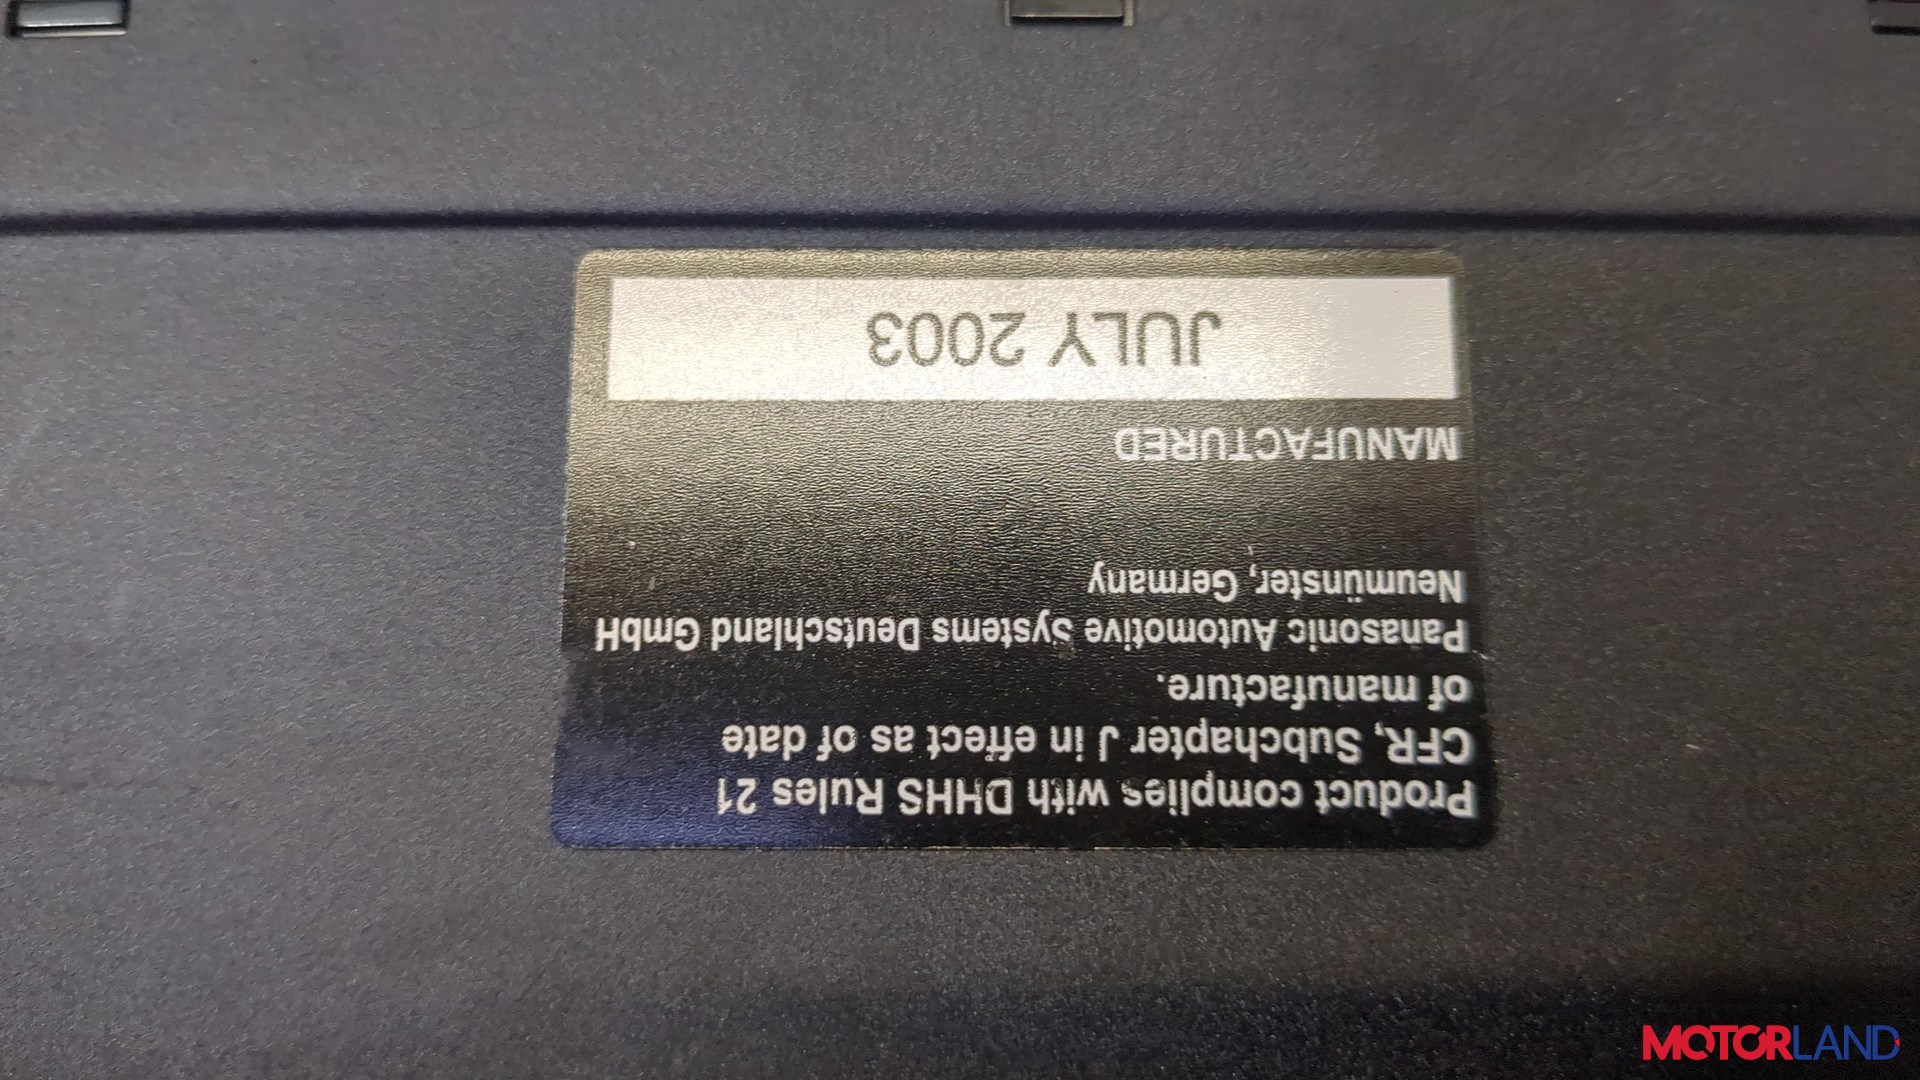 Product complies with DHHS Rules 21
CFR, Subchapter J in effect as of date
of manufacture.
Panasonic Automotive Systems Deutschland GmbH
Neumünster, Germany
MANUFACTURED
JULY 2003
MOTORLAND